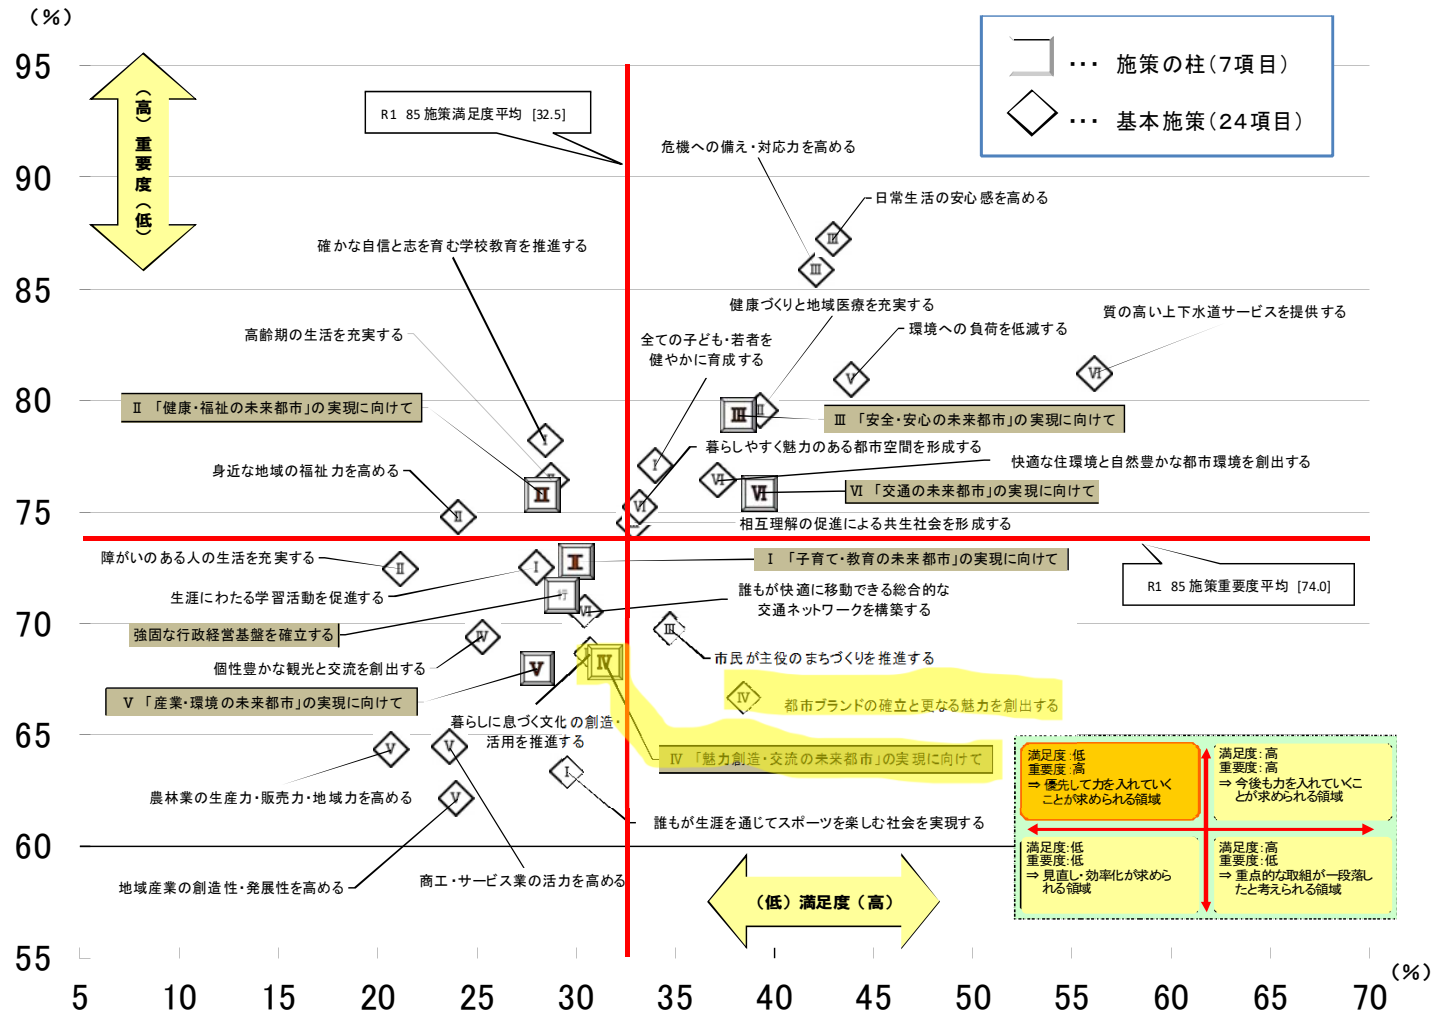 （％）
95
90
85
80
75
70
65
60
55
（高）重要度（低）
R1 85施策満足度平均 [32.5]
… 施策の柱（7項目）
… 基本施策（24項目）
危機への備え・対応力を高める
日常生活の安心感を高める
確かな自信と志を育む学校教育を推進する
健康づくりと地域医療を充実する
質の高い上下水道サービスを提供する
環境への負荷を低減する
高齢期の生活を充実する
全ての子ども・若者を
健やかに育成する
Ⅱ 「健康・福祉の未来都市」の実現に向けて
Ⅲ 「安全・安心の未来都市」の実現に向けて
暮らしやすく魅力のある都市空間を形成する
快適な住環境と自然豊かな都市環境を創出する
身近な地域の福祉力を高める
Ⅵ 「交通の未来都市」の実現に向けて
相互理解の促進による共生社会を形成する
障がいのある人の生活を充実する
Ⅰ 「子育て・教育の未来都市」の実現に向けて
R1 85施策重要度平均 [74.0]
生涯にわたる学習活動を促進する
誰もが快適に移動できる総合的な
交通ネットワークを構築する
強固な行政経営基盤を確立する
個性豊かな観光と交流を創出する
市民が主役のまちづくりを推進する
Ⅴ 「産業・環境の未来都市」の実現に向けて
都市ブランドの確立と更なる魅力を創出する
暮らしに息づく文化の創造・
活用を推進する
Ⅳ 「魅力創造・交流の未来都市」の実現に向けて
農林業の生産力・販売力・地域力を高める
誰もが生涯を通じてスポーツを楽しむ社会を実現する
地域産業の創造性・発展性を高める
商工・サービス業の活力を高める
（低）満足度（高）
満足度：低
重要度：高
⇒ 優先して力を入れていく
ことが求められる領域
満足度：高
重要度：高
⇒ 今後も力を入れていくこ
とが求められる領域
満足度：低
重要度：低
⇒ 見直し・効率化が求めら
れる領域
満足度：高
重要度：低
⇒ 重点的な取組が一段落し
たと考えられる領域
Ⅲ
Ⅲ
Ⅵ
Ⅴ
Ⅲ
Ⅱ
Ⅰ
Ⅰ
Ⅵ
Ⅵ
Ⅱ
Ⅵ
Ⅱ
Ⅱ
Ⅰ
Ⅰ
行
Ⅵ
Ⅲ
Ⅳ
Ⅳ
Ⅴ
Ⅳ
Ⅴ
Ⅴ
Ⅰ
Ⅴ
5 10 15 20 25 30 35 40 45 50 55 60 65 70
（％）